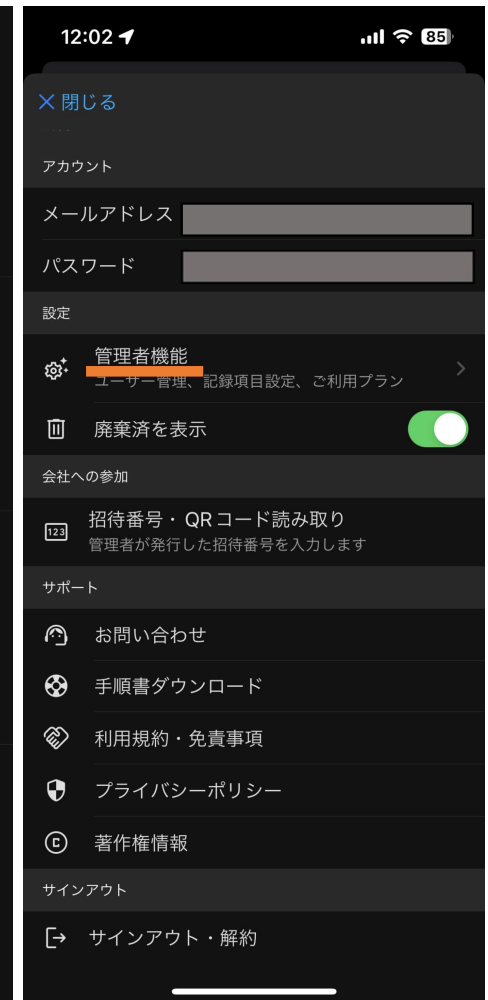 12:02
85
閉じる
アカウント
メールアドレス
パスワード
設定
管理者機能
ユーザー管理、記録項目設定、ご利用プラン
廃棄済を表示
会社への参加
123
招待番号・QRコード読み取り
管理者が発行した招待番号を入力します
サポート
お問い合わせ
手順書ダウンロード
利用規約・免責事項
プライバシーポリシー
C
著作権情報
サインアウト
サインアウト・解約